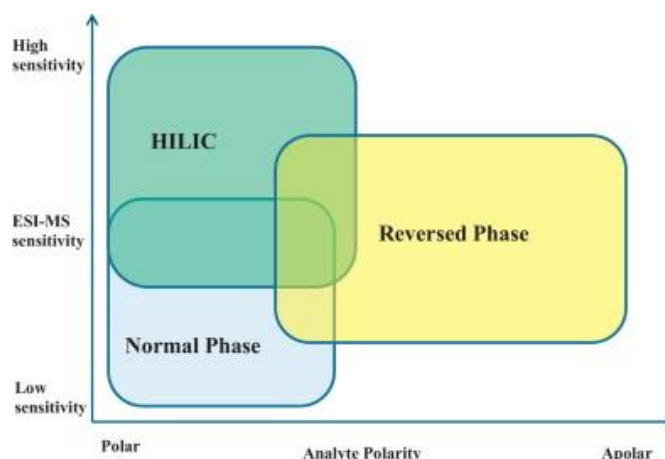 High
sensitivity
HILIC
ESI-MS
sensitivity
Reversed Phase
Normal Phase
Low
sensitivity
Polar
Analyte Polarity
Apolar